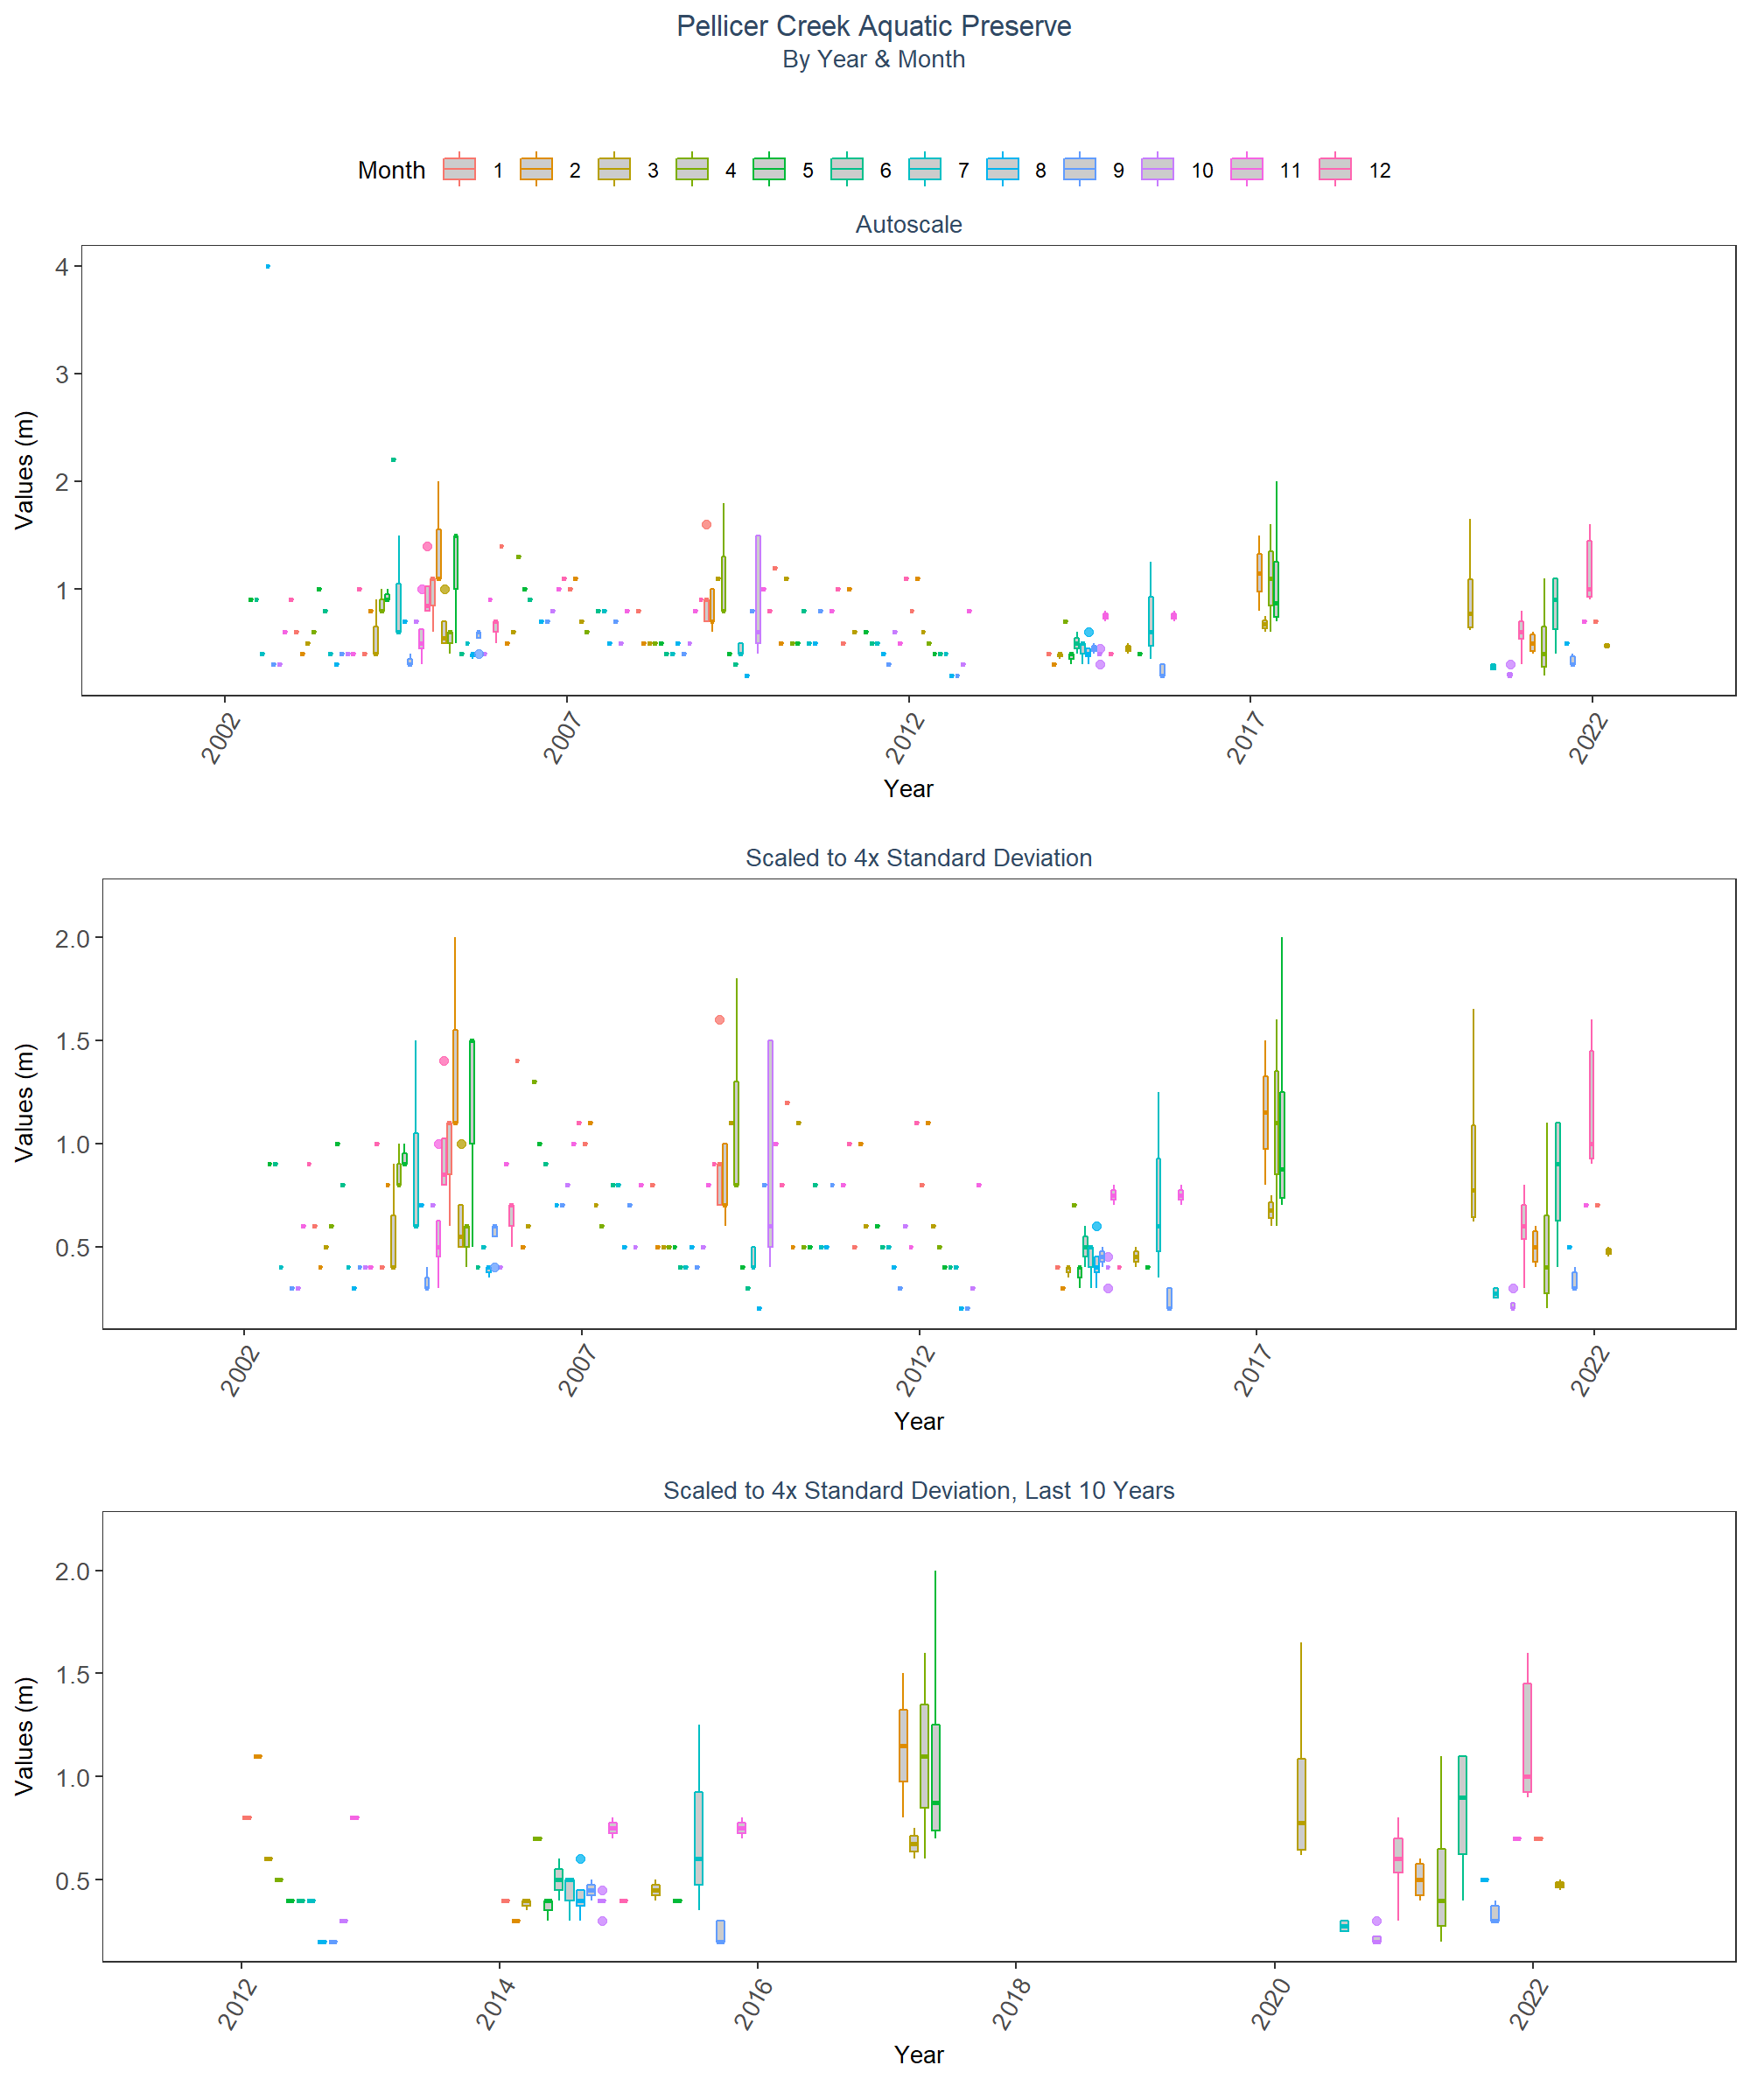 Pellicer Creek Aquatic Preserve
By Year & Month
Month 1 2 3 4 5 6 7 8 9 10 11 12
Autoscale
Values (m)
4
3
2
1
2002 2007 2012 2017 2022
Year
Scaled to 4x Standard Deviation
Values (m)
2.0
1.5
1.0
0.5
2002 2007 2012 2017 2022
Year
Scaled to 4x Standard Deviation, Last 10 Years
Values (m)
2.0
1.5
1.0
0.5
2012 2014 2016 2018 2020 2022
Year